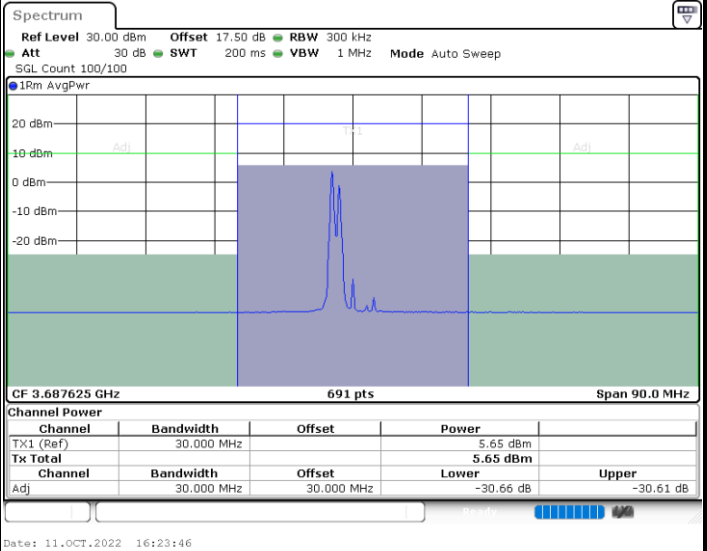 Spectrum
Ref Level 30.00 dBm Offset 17.50 dB RBW 300 kHz
Att 30 dB SWT 200 ms VBW 1 MHz Mode Auto Sweep
SGL Count 100/100
1Rm AvgPwr
20 dBm
TX1
Adj Adj
10 dBm
0 dBm
-10 dBm
-20 dBm
CF 3.687625 GHz 691 pts Span 90.0 MHz
Channel Power
Channel Bandwidth Offset Power
TX1 (Ref) 30.000 MHz 5.65 dBm
Tx Total 5.65 dBm
Channel Bandwidth Offset Lower Upper
Adj 30.000 MHz 30.000 MHz -30.66 dB -30.61 dB
Ready
Date: 11.OCT.2022 16:23:46